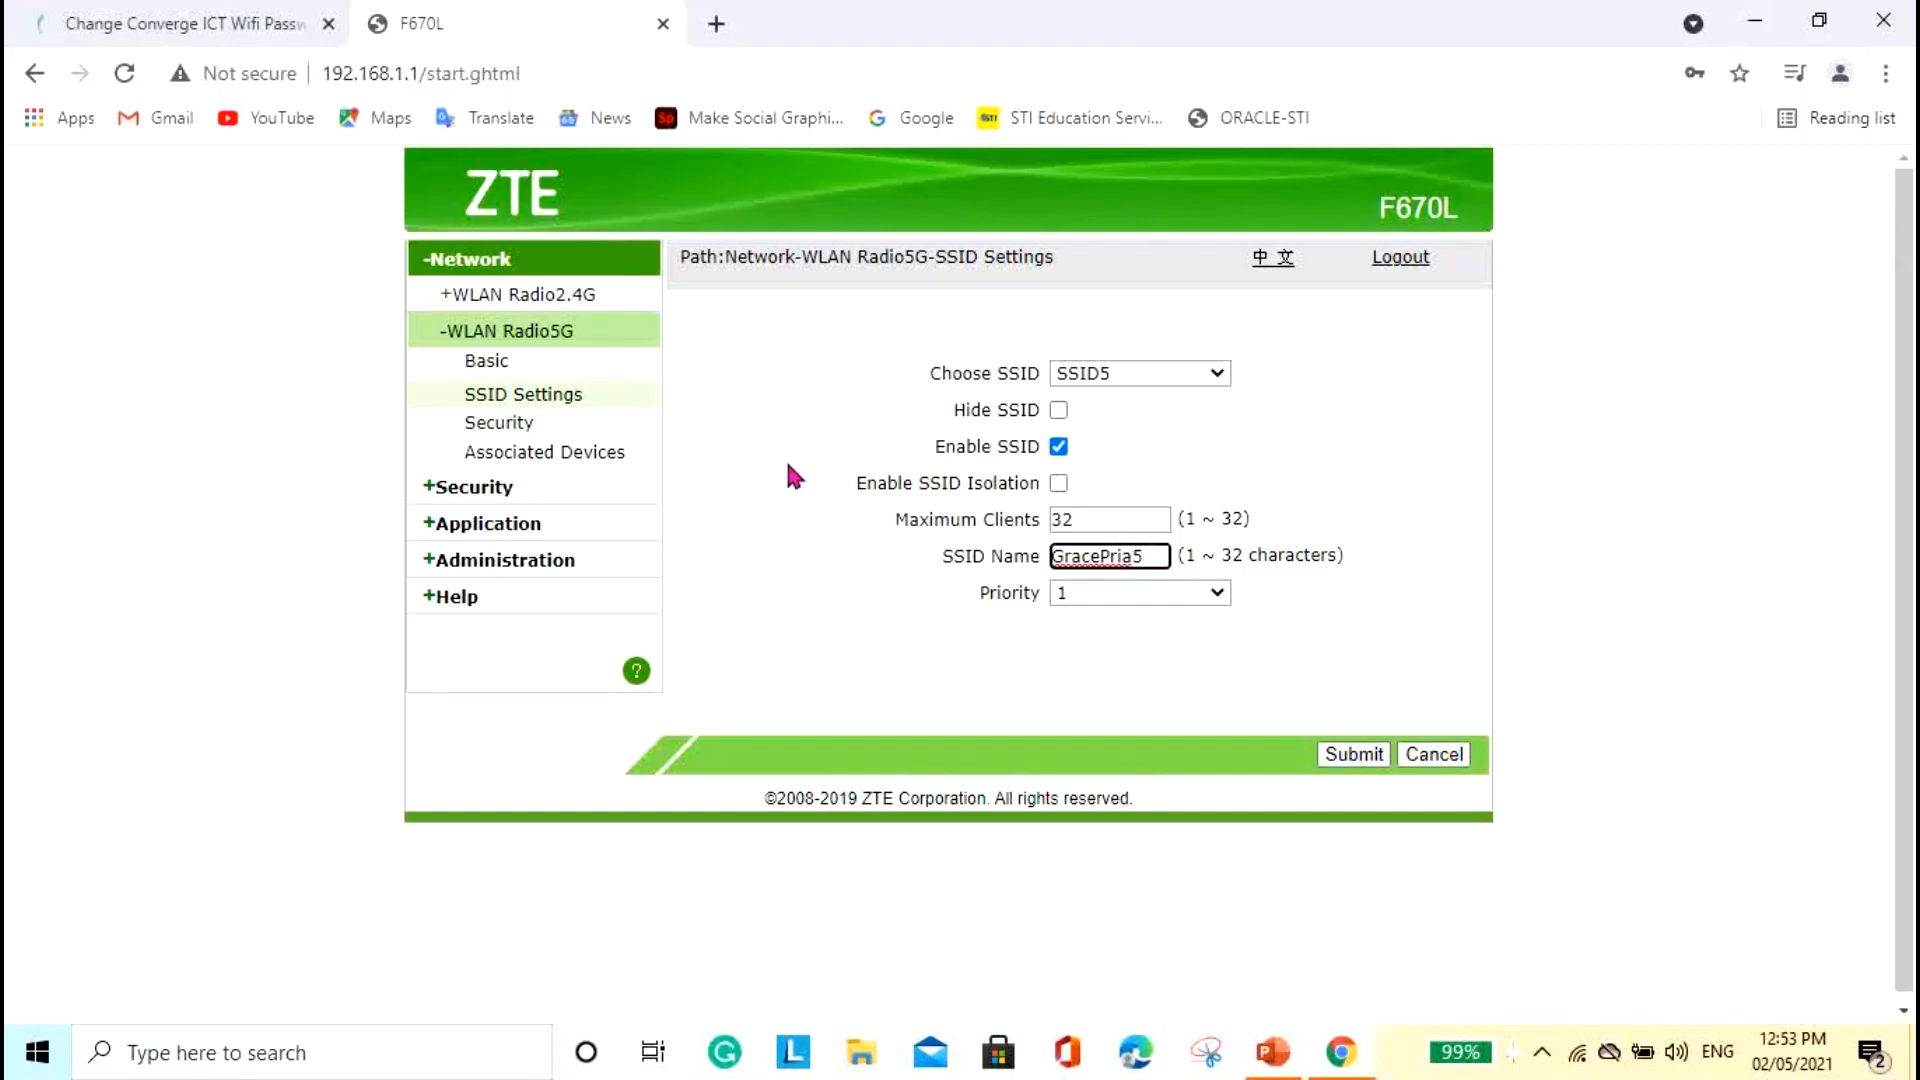 Change Converge ICT Wifi Passw
F670L
Not secure
192.168.1.1/start.ghtml
Apps
Gmail
YouTube
Maps
Translate
News
Make Social Graphi...
Google
STI Education Servi...
ORACLE-STI
Reading list
ZTE
F670L
-Network
Path:Network-WLAN Radio5G-SSID Settings
中 文
Logout
+WLAN Radio2.4G
-WLAN Radio5G
Basic
SSID Settings
Security
Associated Devices
+Security
+Application
+Administration
+Help
?
Choose SSID SSID5
Hide SSID
Enable SSID
Enable SSID Isolation
Maximum Clients 32 (1 ~ 32)
SSID Name GracePria5 (1 ~ 32 characters)
Priority 1
Submit Cancel
©2008-2019 ZTE Corporation. All rights reserved.
Type here to search
99%
ENG
12:53 PM
02/05/2021
2